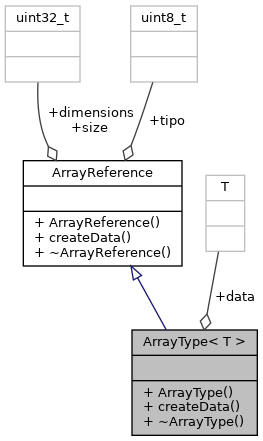 uint32_t
uint8_t
+dimensions
+size
+tipo
ArrayReference
+ ArrayReference()
+ createData()
+ ~ArrayReference()
T
+data
ArrayType< T >
+ ArrayType()
+ createData()
+ ~ArrayType()